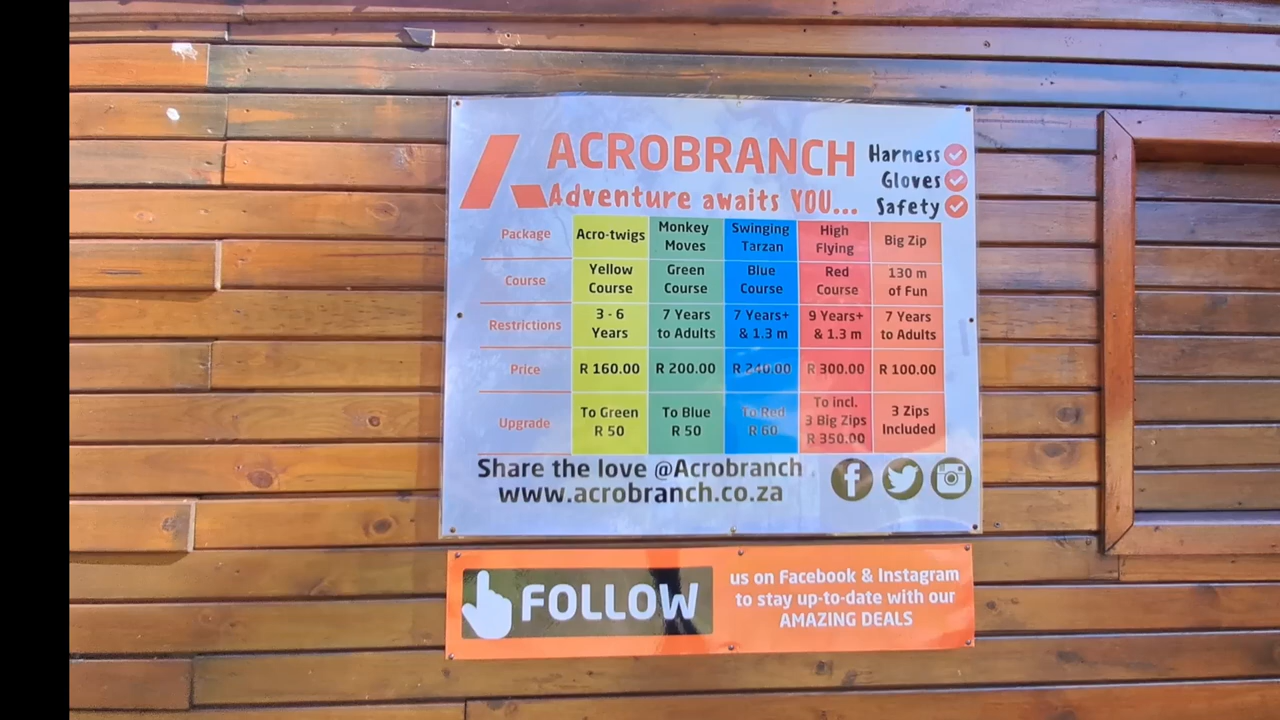 ACROBRANCH
Adventure awaits YOU...
Harness
Gloves
Safety
Package Acro-twigs Monkey Moves Swinging Tarzan High Flying Big Zip
Course Yellow Course Green Course Blue Course Red Course 130 m of Fun
Restrictions 3 - 6 Years 7 Years to Adults 7 Years+ & 1.3 m 9 Years+ & 1.3 m 7 Years to Adults
Price R 160.00 R 200.00 R 240.00 R 300.00 R 100.00
Upgrade To Green R 50 To Blue R 50 To Red R 60 To incl. 3 Big Zips R 350.00 3 Zips Included
Share the love @Acrobranch
www.acrobranch.co.za
FOLLOW
us on Facebook & Instagram
to stay up-to-date with our
AMAZING DEALS